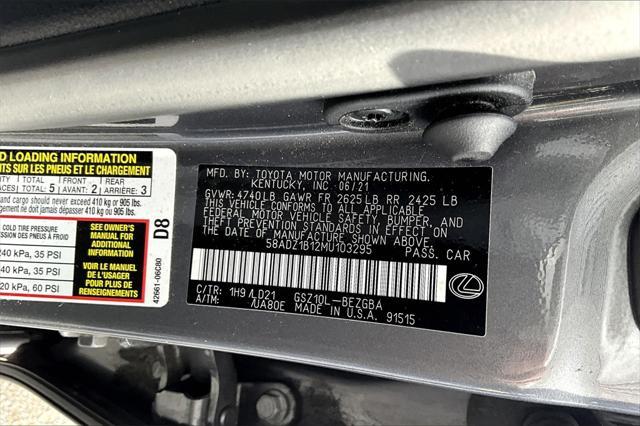 D LOADING INFORMATION
NTS SUR LES PNEUS ET LE CHARGEMENT
CITY TOTAL: 5 FRONT AVANT: 2 REAR ARRIÈRE: 3
cargo should never exceed 410 kg or 905 lbs.
ne doit jamais dépasser 410 kg ou 905 lbs.
COLD TIRE PRESSURE
240 kPa, 35 PSI
240 kPa, 35 PSI
420 kPa, 60 PSI
SEE OWNER'S
MANUAL FOR
ADDITIONAL
INFORMATION
VOIR LE MANUEL
DE L'USAGER
POUR PLUS DE
RENSEIGNEMENTS
D8
42661-06C80
MFD. BY: TOYOTA MOTOR MANUFACTURING,
KENTUCKY, INC 06/21
GVWR: 4740LB GAWR FR 2625 LB RR 2425 LB
THIS VEHICLE CONFORMS TO ALL APPLICABLE
FEDERAL MOTOR VEHICLE SAFETY, BUMPER, AND
THEFT PREVENTION STANDARDS IN EFFECT ON THE
DATE OF MANUFACTURE SHOWN ABOVE.
58ADZ1B12MU103295 PASS. CAR
C/TR: 1H9 /LD21 GSZ10L-BEZGBA
A/TM: /UA80E MADE IN U.S.A. 91515